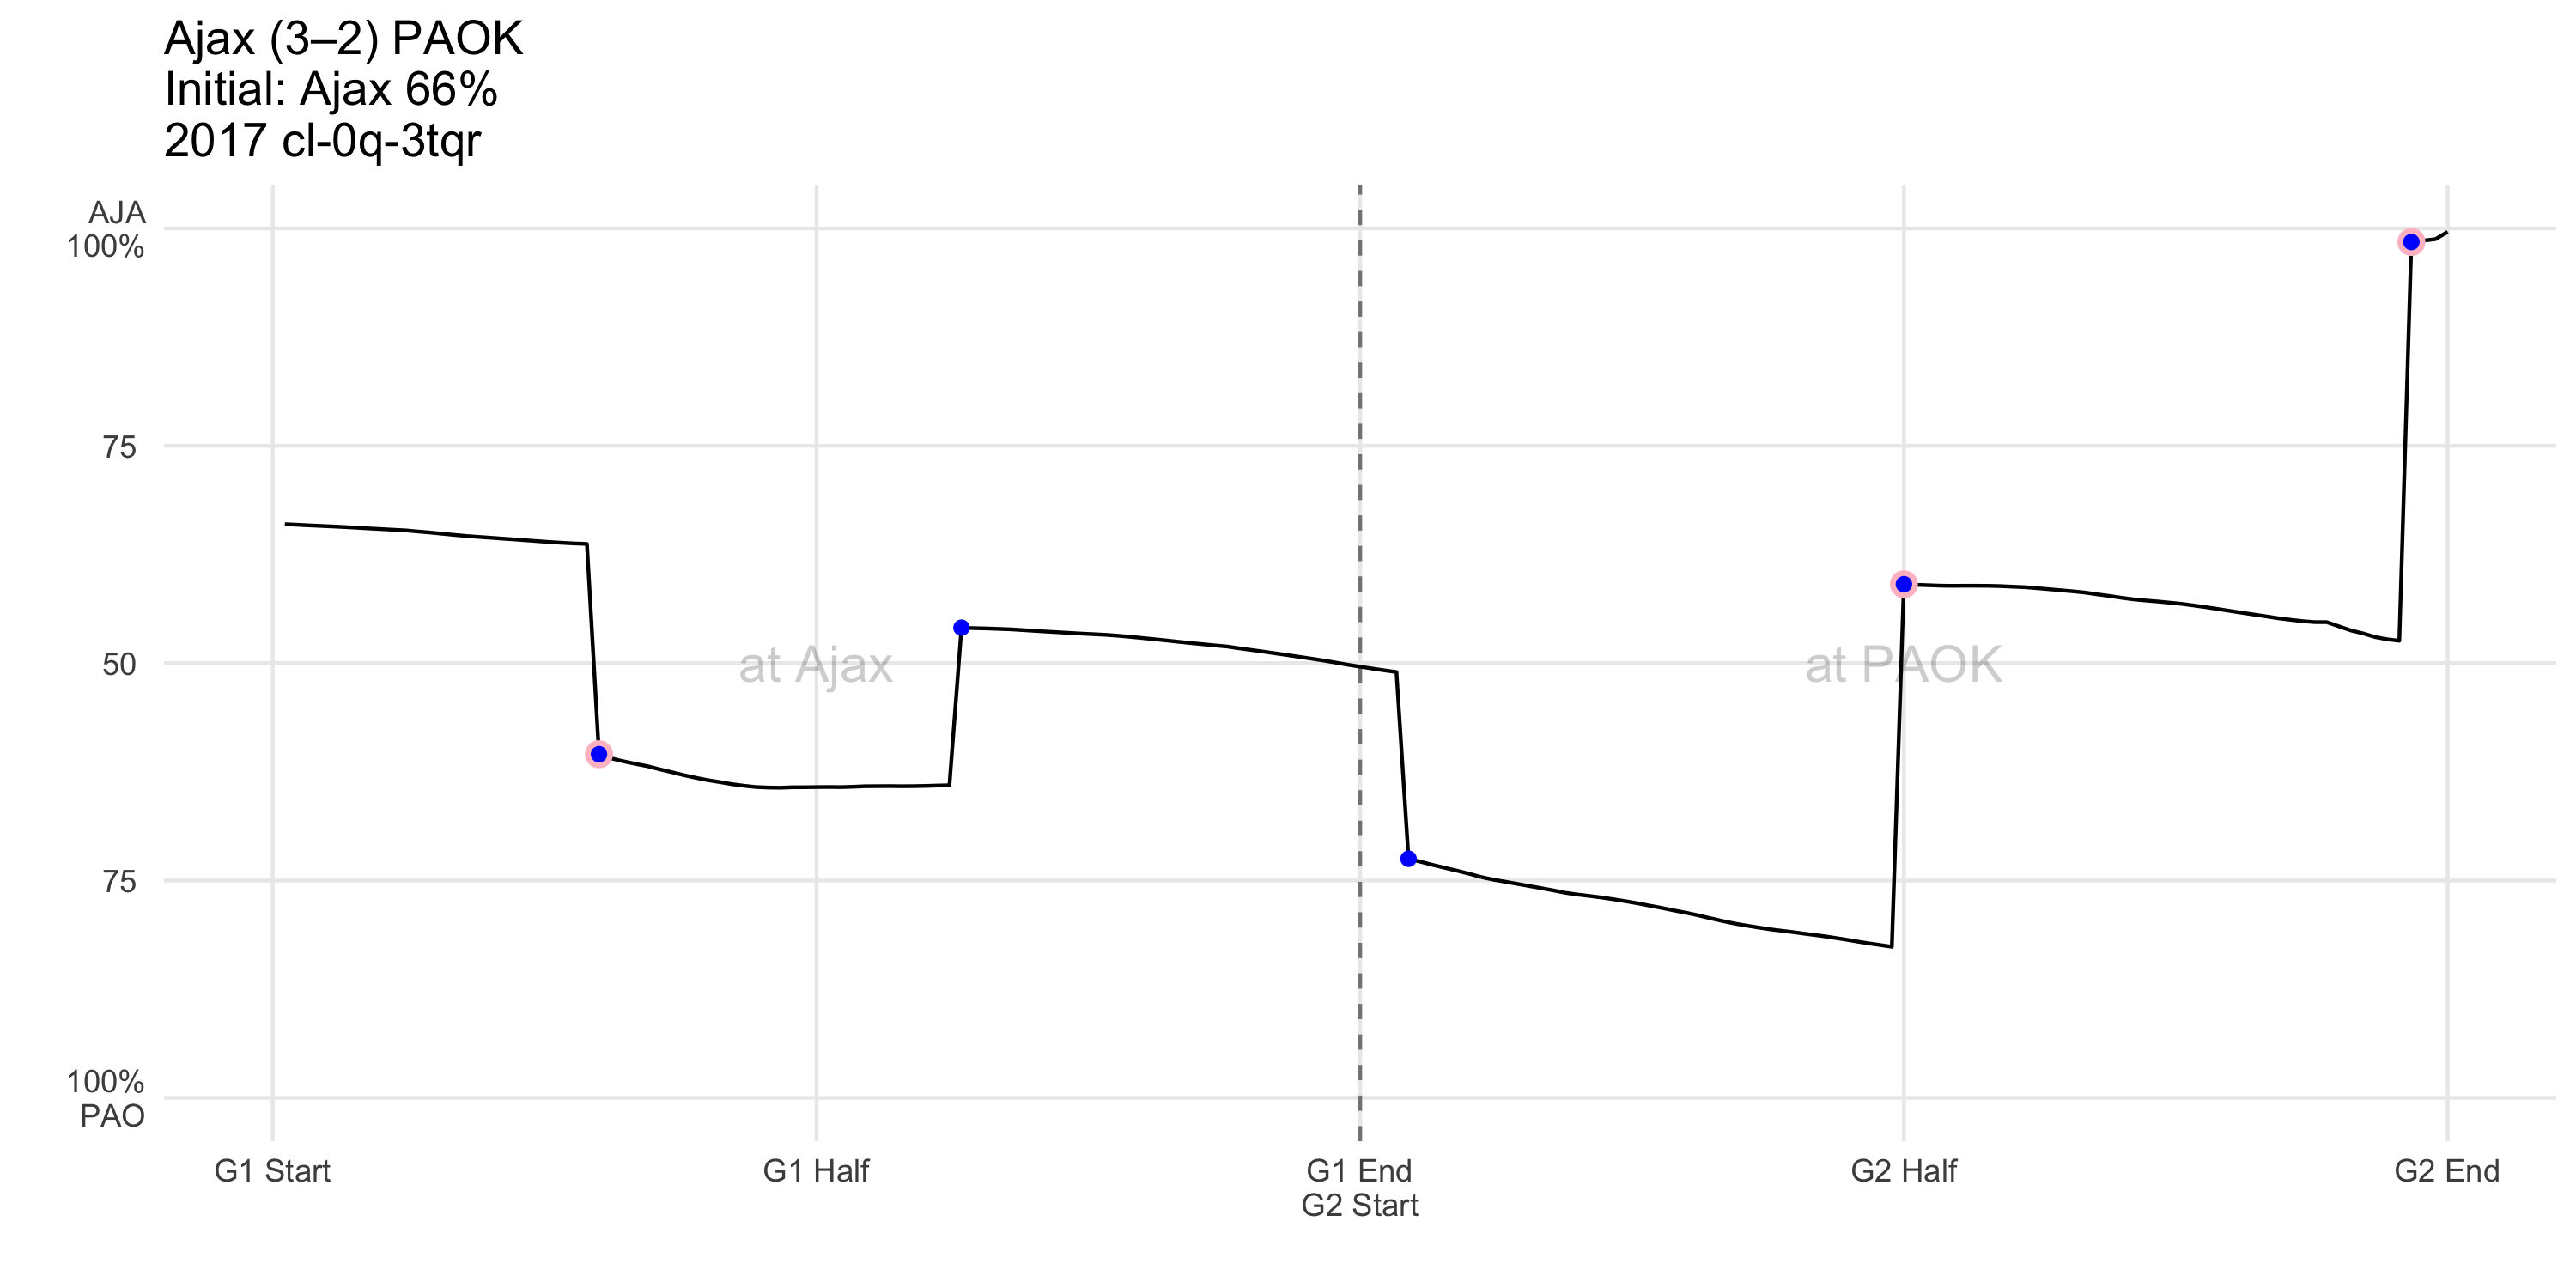 Ajax (3–2) PAOK
Initial: Ajax 66%
2017 cl-0q-3tqr
AJA
100%
75
50
at Ajax
at PAOK
75
100%
PAO
G1 Start
G1 Half
G1 End
G2 Start
G2 Half
G2 End